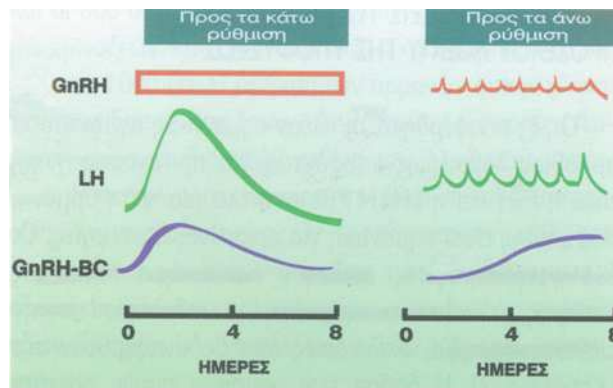 Προς τα κάτω
ρύθμιση
Προς τα άνω
ρύθμιση
GnRH
LH
GnRH-BC
0
4
8
0
4
8
ΗΜΕΡΕΣ
ΗΜΕΡΕΣ